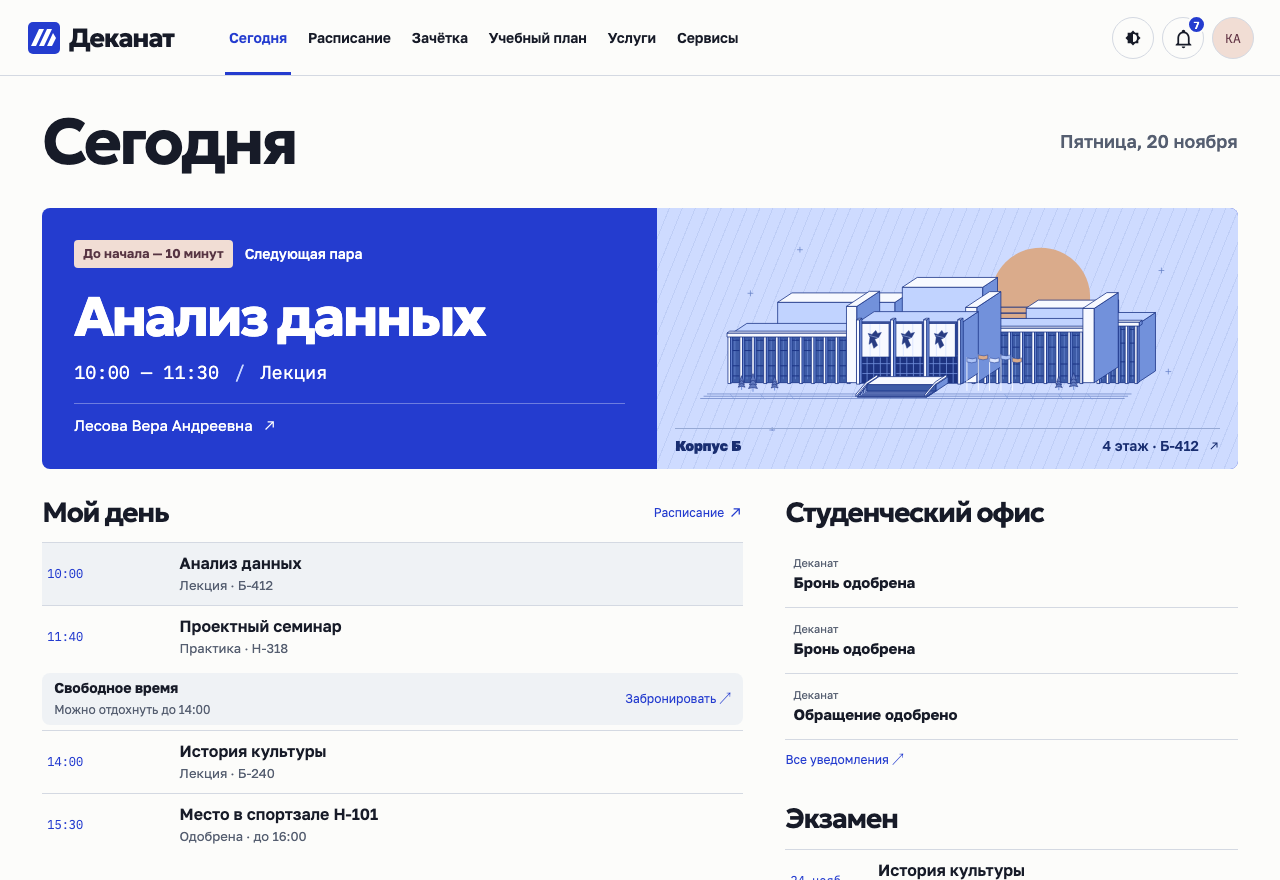 Деканат
Сегодня
Расписание
Зачётка
Учебный план
Услуги
Сервисы
7
КА
Сегодня
Пятница, 20 ноября
До начала — 10 минут
Следующая пара
Анализ данных
10:00 — 11:30 / Лекция
Лесова Вера Андреевна
Корпус Б
4 этаж · Б-412
Мой день
Расписание
10:00
Анализ данных
Лекция · Б-412
11:40
Проектный семинар
Практика · Н-318
Свободное время
Можно отдохнуть до 14:00
Забронировать
14:00
История культуры
Лекция · Б-240
15:30
Место в спортзале Н-101
Одобрена · до 16:00
Студенческий офис
Деканат
Бронь одобрена
Деканат
Бронь одобрена
Деканат
Обращение одобрено
Все уведомления
Экзамен
История культуры